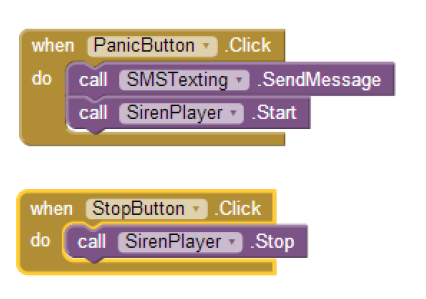 when PanicButton .Click
do call SMSTexting .SendMessage
call SirenPlayer .Start
when StopButton .Click
do call SirenPlayer .Stop